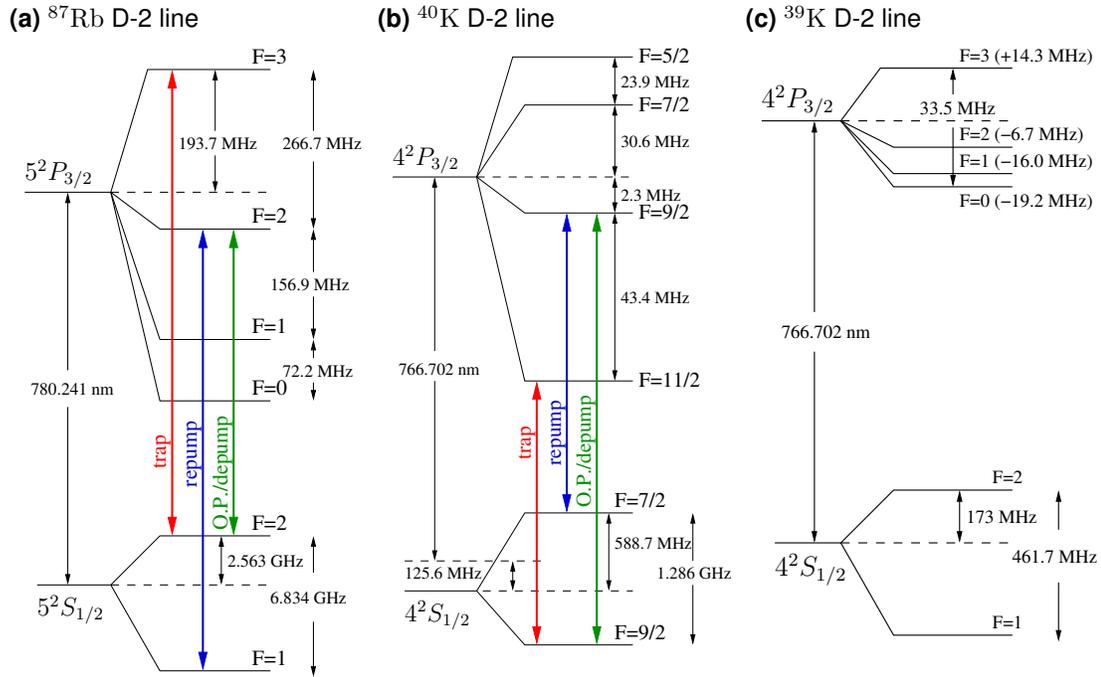 (a) ⁸⁷Rb D-2 line
F=3
193.7 MHz
266.7 MHz
5²P₃/₂
F=2
156.9 MHz
F=1
72.2 MHz
F=0
780.241 nm
trap
repump
O.P./depump
F=2
2.563 GHz
6.834 GHz
5²S₁/₂
F=1
(b) ⁴⁰K D-2 line
F=5/2
23.9 MHz
F=7/2
30.6 MHz
4²P₃/₂
2.3 MHz
F=9/2
43.4 MHz
766.702 nm
F=11/2
trap
repump
O.P./depump
F=7/2
588.7 MHz
125.6 MHz
1.286 GHz
4²S₁/₂
F=9/2
(c) ³⁹K D-2 line
F=3 (+14.3 MHz)
4²P₃/₂
33.5 MHz
F=2 (−6.7 MHz)
F=1 (−16.0 MHz)
F=0 (−19.2 MHz)
766.702 nm
F=2
173 MHz
461.7 MHz
4²S₁/₂
F=1